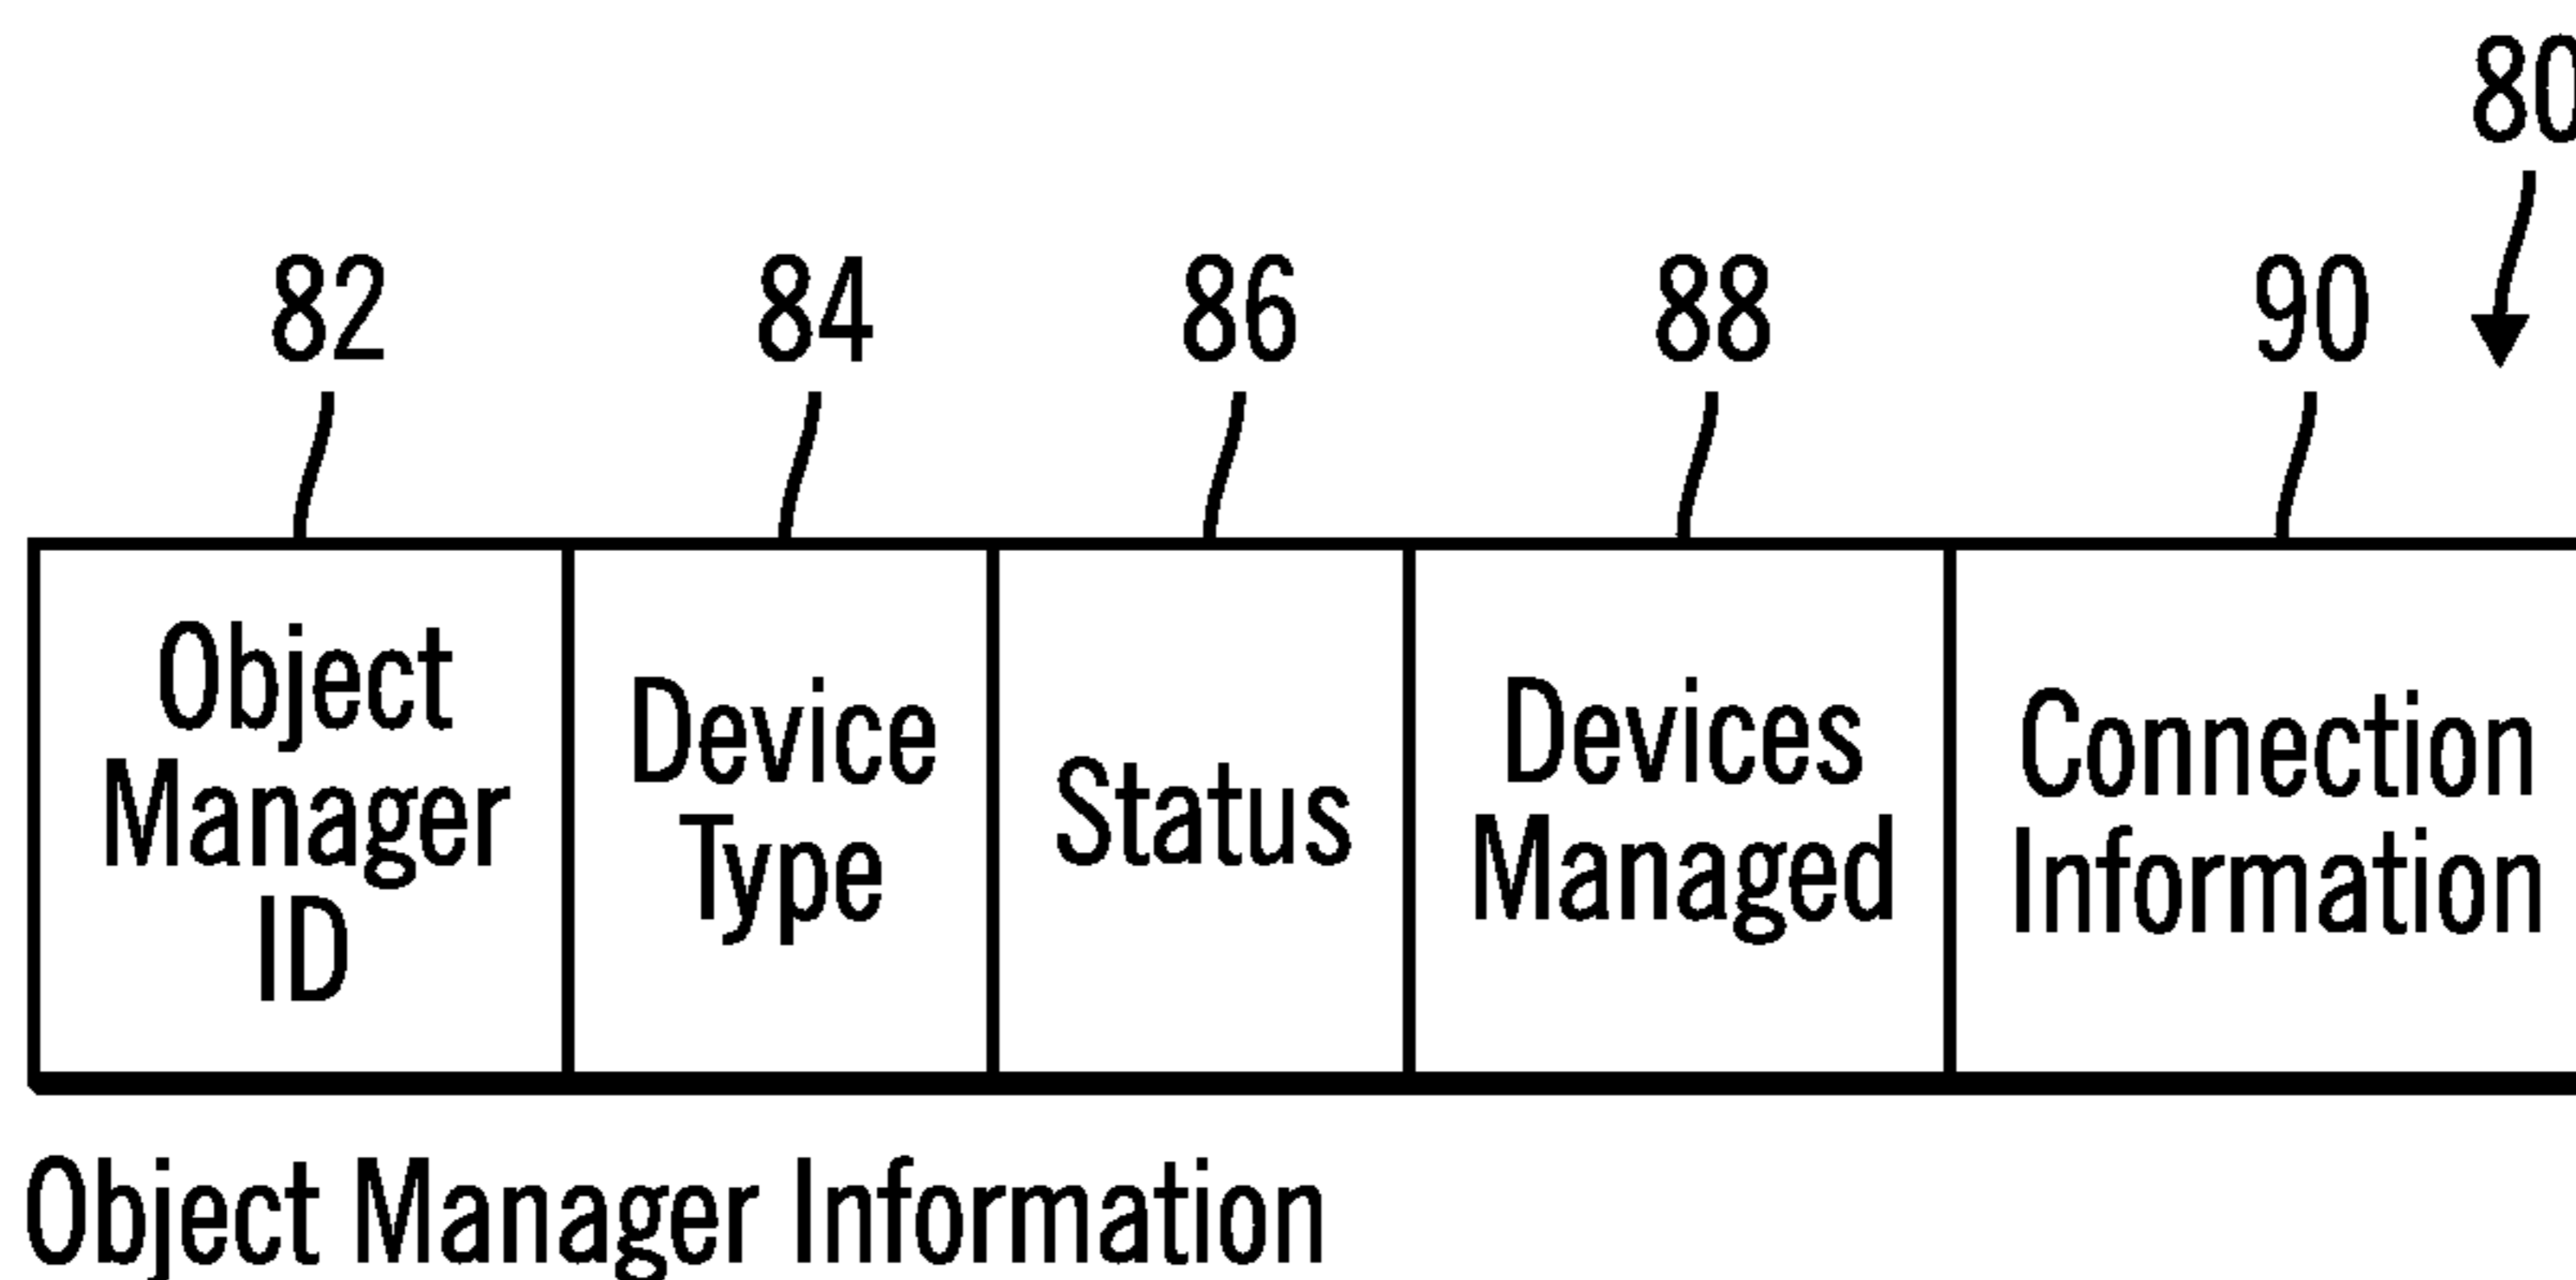 80
82 84 86 88 90
Object
Manager
ID
Device
Type
Status
Devices
Managed
Connection
Information
Object Manager Information